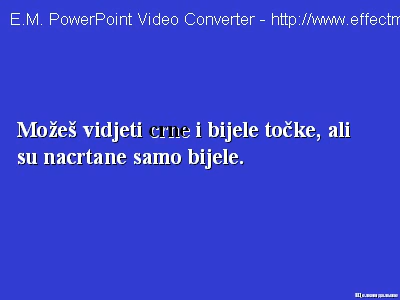 E.M. PowerPoint Video Converter - http://www.effectm
Možeš vidjeti crne i bijele točke, ali
su nacrtane samo bijele.